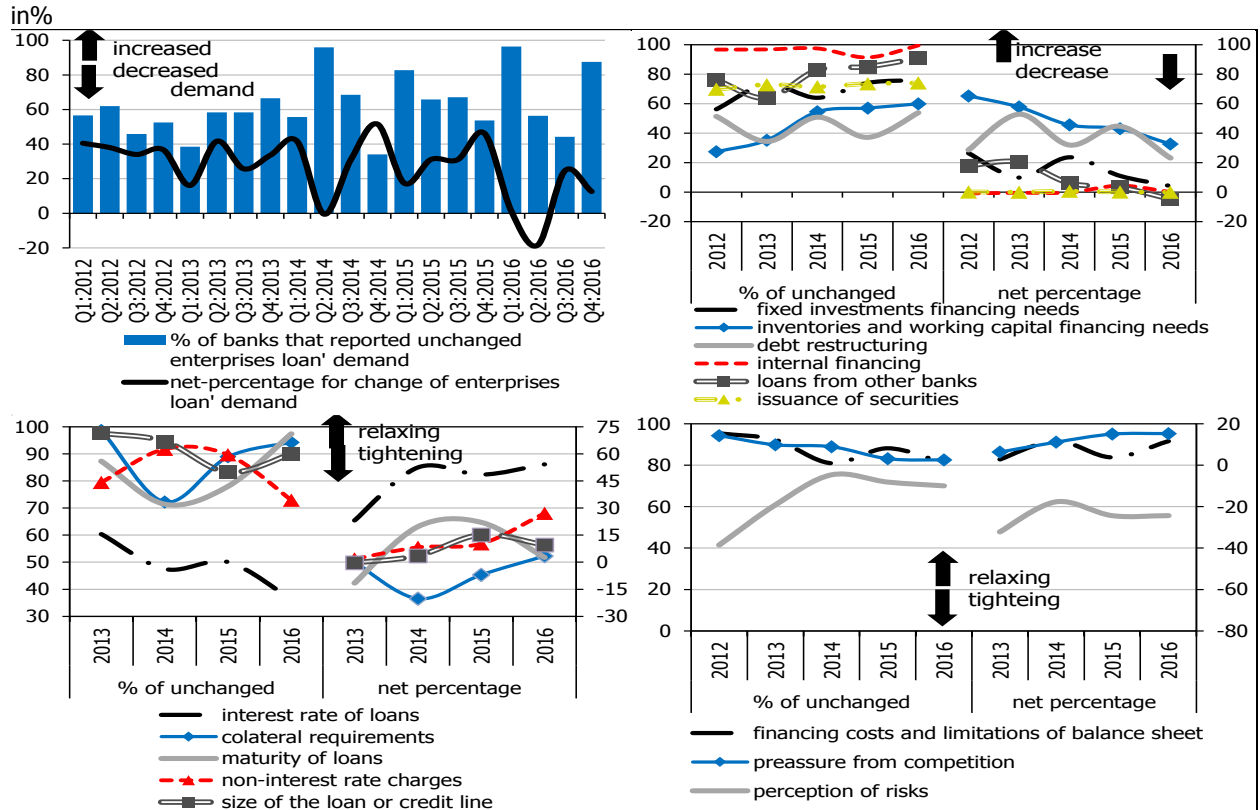 in%
increased
decreased
demand
100
80
60
40
20
0
-20
Q1:2012
Q2:2012
Q3:2012
Q4:2012
Q1:2013
Q2:2013
Q3:2013
Q4:2013
Q1:2014
Q2:2014
Q3:2014
Q4:2014
Q1:2015
Q2:2015
Q3:2015
Q4:2015
Q1:2016
Q2:2016
Q3:2016
Q4:2016
% of banks that reported unchanged
enterprises loan' demand
net-percentage for change of enterprises
loan' demand
increase
decrease
100
80
60
40
20
0
-20
100
80
60
40
20
0
-20
2012
2013
2014
2015
2016
2012
2013
2014
2015
2016
% of unchanged
net percentage
fixed investments financing needs
inventories and working capital financing needs
debt restructuring
internal financing
loans from other banks
issuance of securities
relaxing
tightening
100
90
80
70
60
50
40
30
75
60
45
30
15
0
-15
-30
2013
2014
2015
2016
2013
2014
2015
2016
% of unchanged
net percentage
interest rate of loans
colateral requirements
maturity of loans
non-interest rate charges
size of the loan or credit line
100
80
60
40
20
0
20
0
-20
-40
-60
-80
relaxing
tighteing
2012
2013
2014
2015
2016
2013
2014
2015
2016
% of unchanged
net percentage
financing costs and limitations of balance sheet
preassure from competition
perception of risks